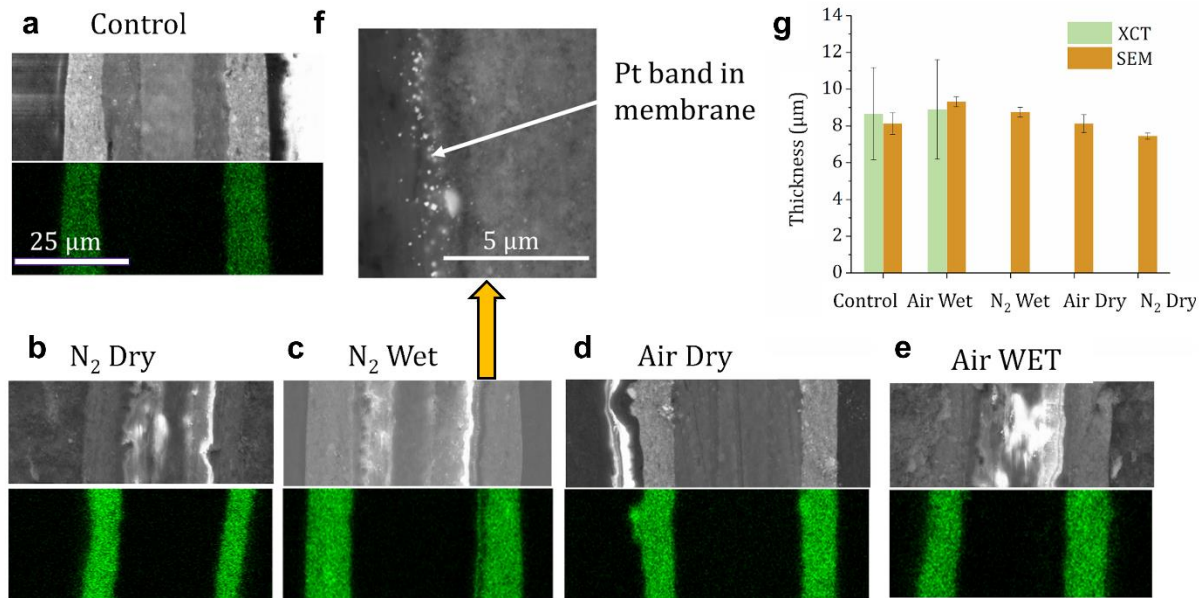 a Control
25 µm
f
5 µm
Pt band in
membrane
g
XCT
SEM
Thickness (µm)
14
12
10
8
6
4
2
0
Control Air Wet N₂ Wet Air Dry N₂ Dry
b N₂ Dry
c N₂ Wet
d Air Dry
e Air WET